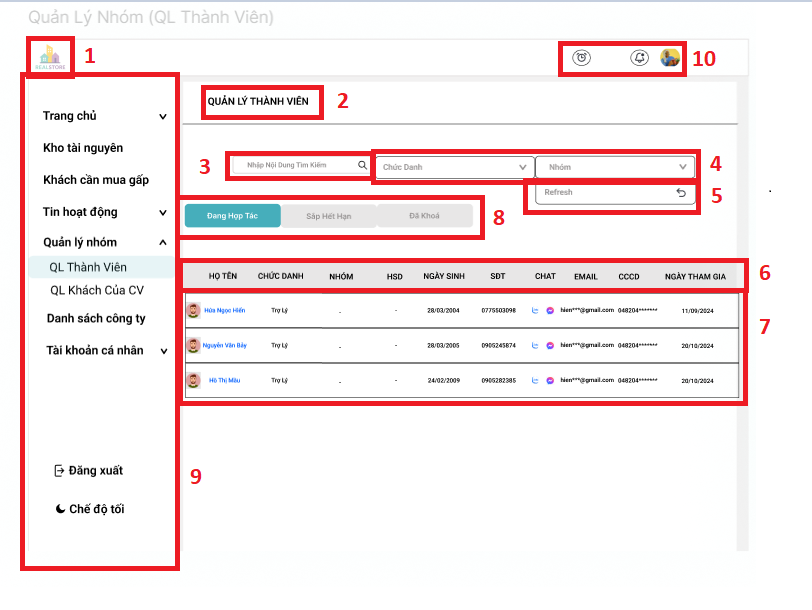 Quản Lý Nhóm (QL Thành Viên)
REALSTORE
1
10
QUẢN LÝ THÀNH VIÊN
2
Trang chủ
Kho tài nguyên
Khách cần mua gấp
Tin hoạt động
Quản lý nhóm
QL Thành Viên
QL Khách Của CV
Danh sách công ty
Tài khoản cá nhân
Đăng xuất
Chế độ tối
9
3
Nhập Nội Dung Tìm Kiếm
Chức Danh
Nhóm
4
Refresh
5
Đang Hợp Tác
Sắp Hết Hạn
Đã Khoá
8
HỌ TÊN CHỨC DANH NHÓM HSD NGÀY SINH SĐT CHAT EMAIL CCCD NGÀY THAM GIA
6
Hứa Ngọc Hiển Trợ Lý - - 28/03/2004 0775503098 hien***@gmail.com 048204******* 11/09/2024
7
Nguyễn Văn Bảy Trợ Lý - - 28/03/2005 0905245874 hien***@gmail.com 048204******* 20/10/2024
Hồ Thị Mẫu Trợ Lý - - 24/02/2009 0905282385 hien***@gmail.com 048204******* 20/10/2024